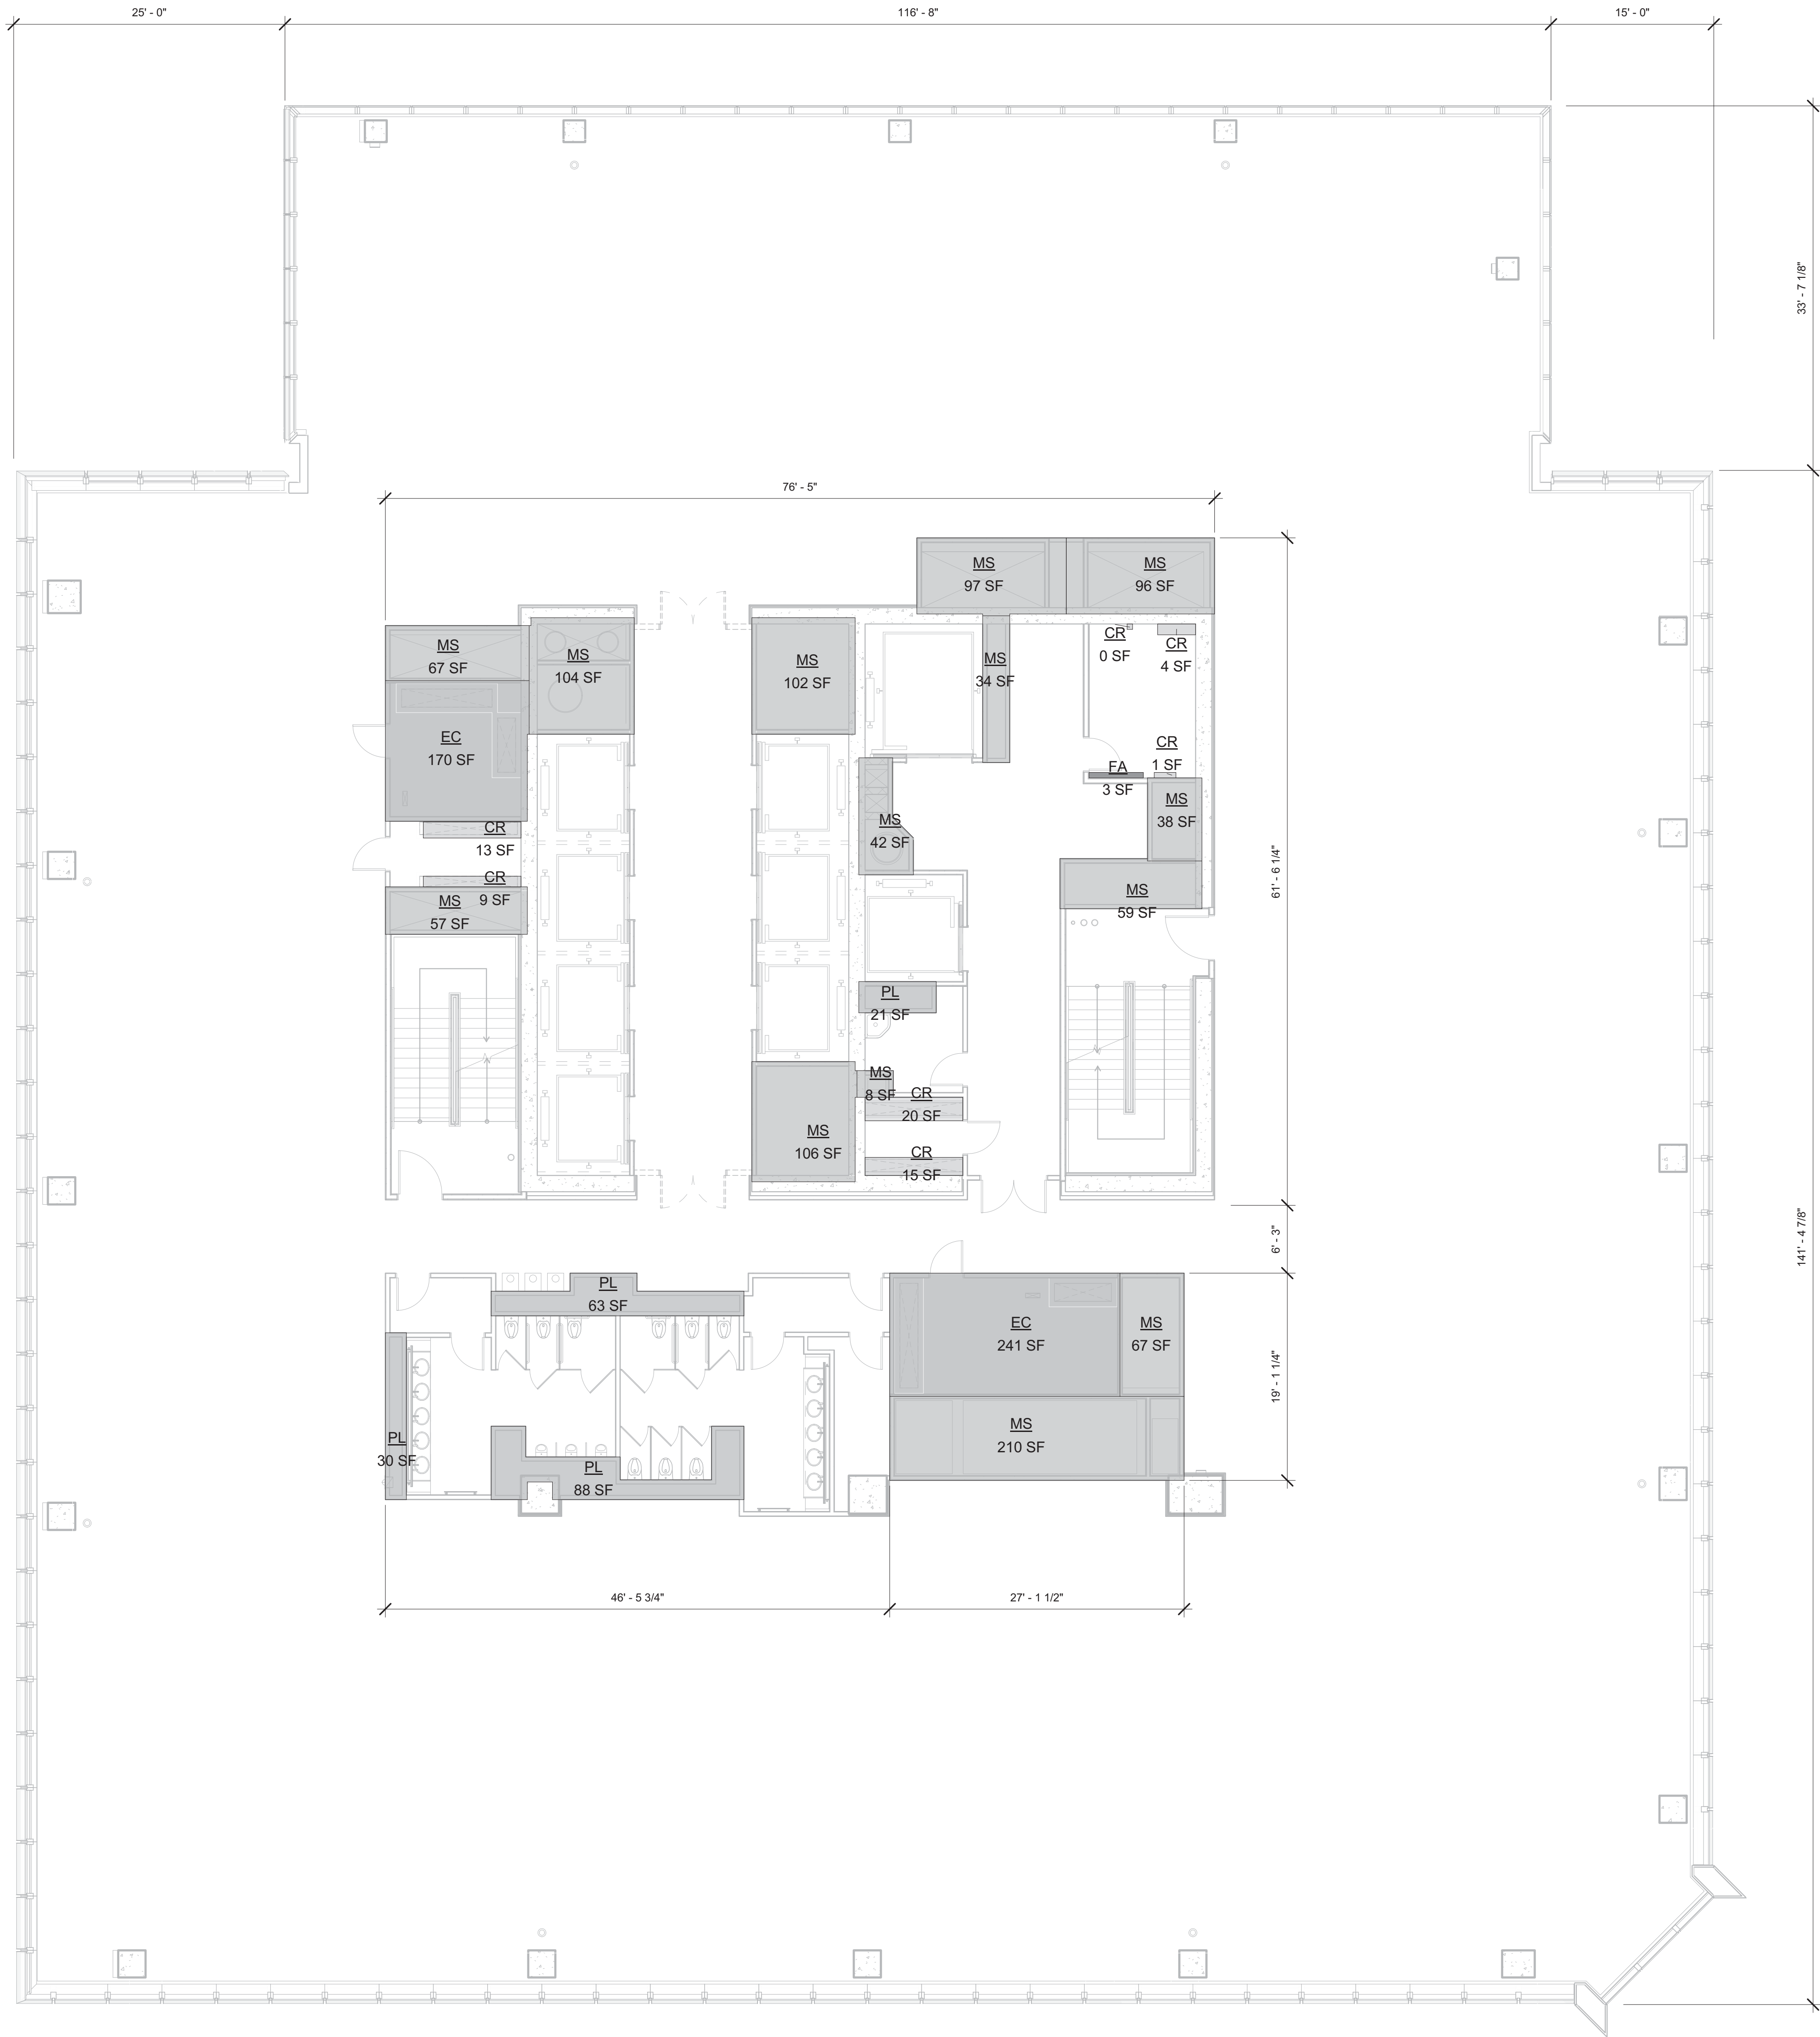 25' - 0"
116' - 8"
15' - 0"
33' - 7 1/8"
76' - 5"
MS
97 SF
MS
96 SF
MS
67 SF
MS
104 SF
MS
102 SF
MS
34 SF
CR
0 SF
CR
4 SF
EC
170 SF
CR
1 SF
FA
3 SF
MS
38 SF
CR
13 SF
MS
42 SF
61' - 6 1/4"
CR
9 SF
MS
57 SF
MS
59 SF
PL
21 SF
MS
8 SF
CR
20 SF
MS
106 SF
CR
15 SF
6' - 3"
141' - 4 7/8"
PL
63 SF
EC
241 SF
MS
67 SF
19' - 1 1/4"
MS
210 SF
PL
30 SF
PL
88 SF
46' - 5 3/4"
27' - 1 1/2"